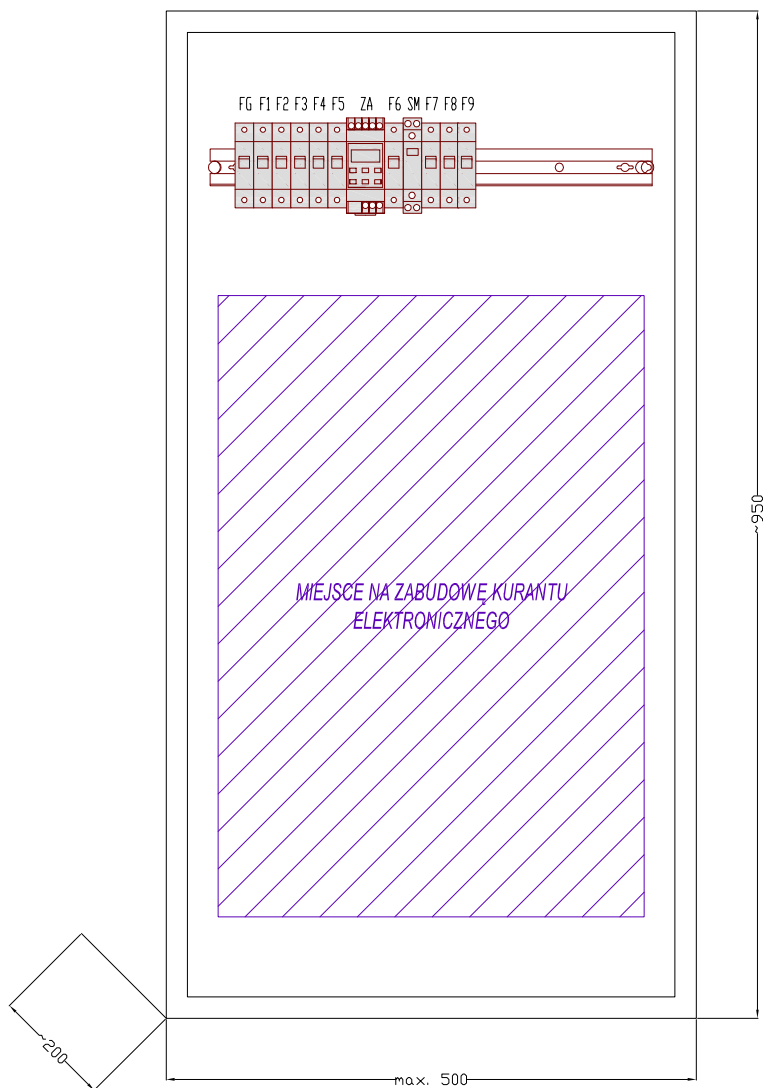 FG F1 F2 F3 F4 F5 ZA F6 SM F7 F8 F9
MIEJSCE NA ZABUDOWĘ KURANTU
ELEKTRONICZNEGO
~950
~200
max. 500